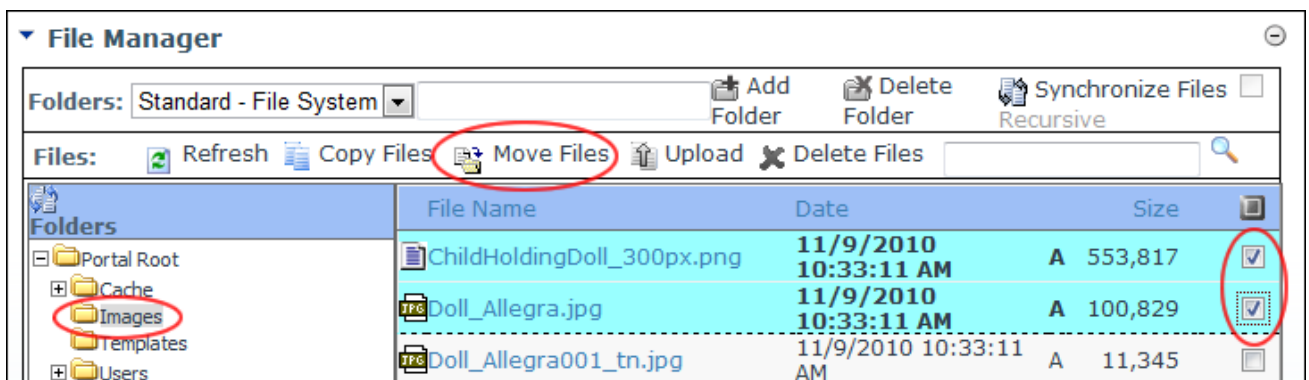 File Manager
Folders: Standard - File System Add Folder Delete Folder Synchronize Files Recursive
Files: Refresh Copy Files Move Files Upload Delete Files
Folders File Name Date Size
Portal Root
Cache
Images
Templates
Users
ChildHoldingDoll_300px.png 11/9/2010 10:33:11 AM A 553,817
JPG Doll_Allegra.jpg 11/9/2010 10:33:11 AM A 100,829
JPG Doll_Allegra001_tn.jpg 11/9/2010 10:33:11 AM A 11,345